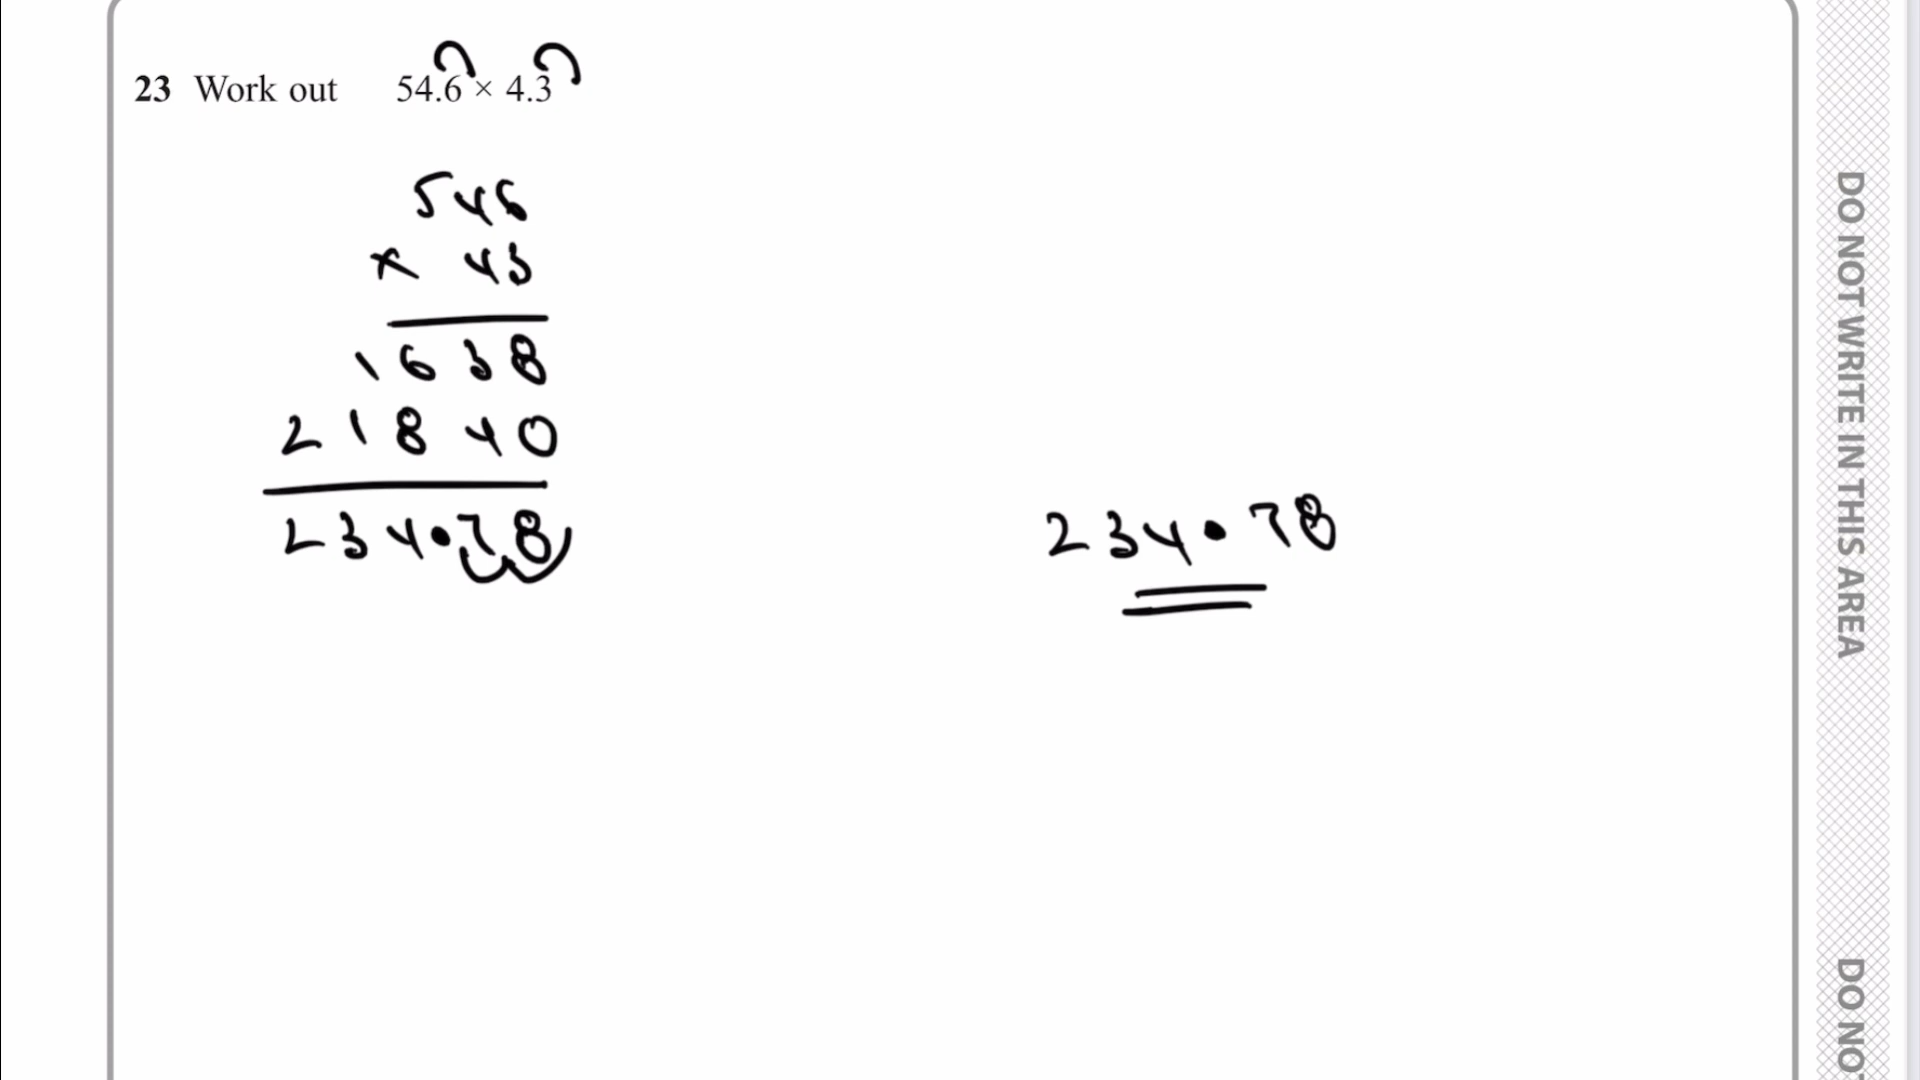 23 Work out 54.6 × 4.3
546
× 43
1638
21840
234.78
234.78
DO NOT WRITE IN THIS AREA
DO NO